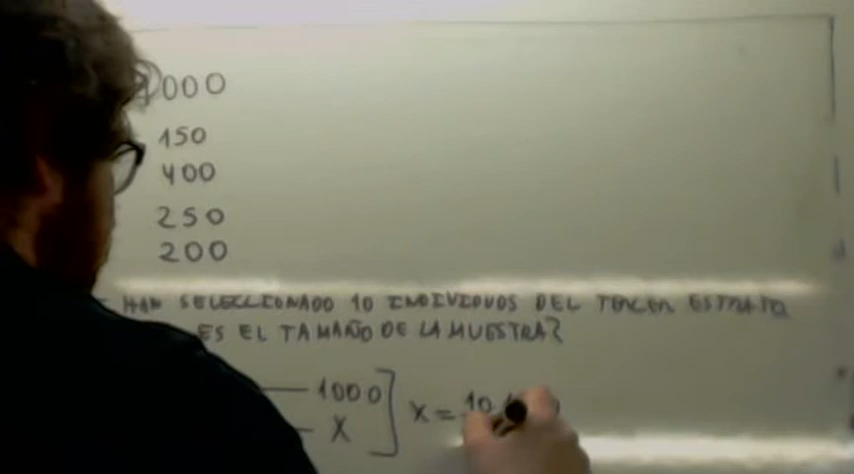 1000
150
400
250
200
HAN SELECCIONADO 10 INDIVIDUOS DEL TERCER ESTRATO
ES EL TAMAÑO DE LA MUESTRA?
1000
X
X = 10